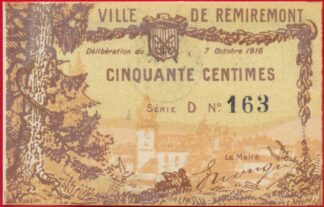 VILLE DE REMIREMONT
Délibération du 7 Octobre 1916
CINQUANTE CENTIMES
SÉRIE D No 163
Le Maire,